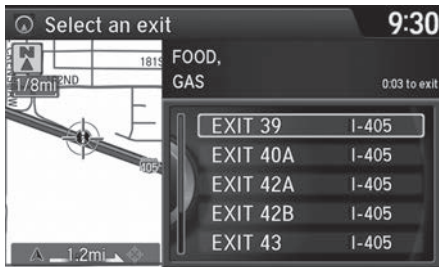 Select an exit
9:30
N
1/8mi
181S
ND
405
1.2mi
FOOD,
GAS
0:03 to exit
EXIT 39 I-405
EXIT 40A I-405
EXIT 42A I-405
EXIT 42B I-405
EXIT 43 I-405